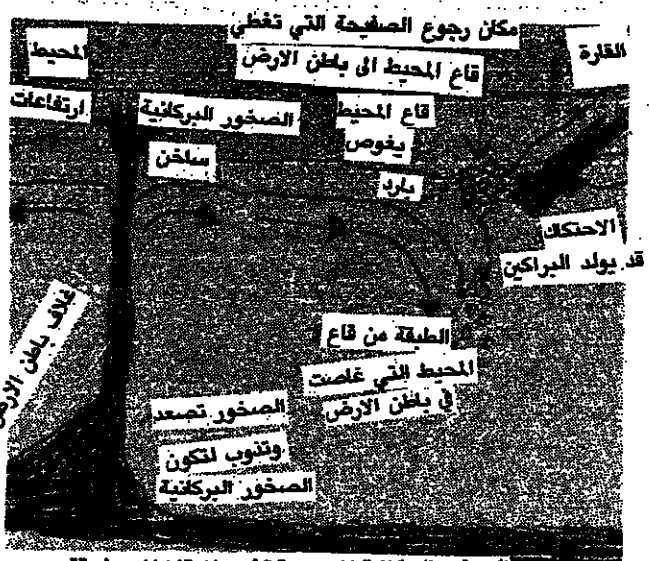 مكان رجوع الصفيحة التي تغطي
قاع المحيط الى باطن الارض
القارة
المحيط
ارتفاعات
الصخور البركانية
ساخن
قاع المحيط
يغوص
بارد
الاحتكاك
قد يولد البراكين
غلاف باطن الارض
الطبقة من قاع
المحيط التي غاصت
في باطن الارض
الصخور تصعد
وتذوب لتكون
الصخور البركانية